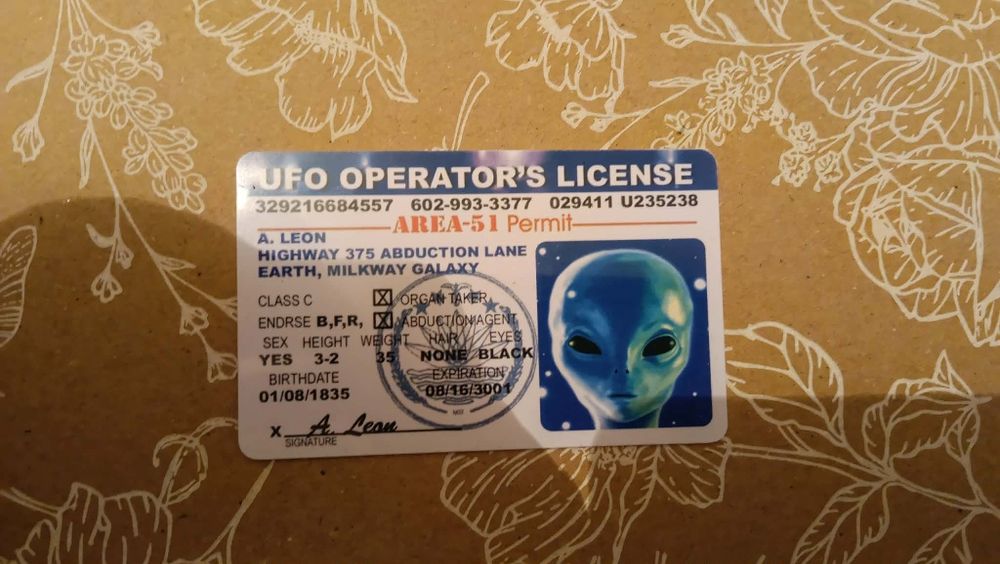 UFO OPERATOR'S LICENSE
329216684557 602-993-3377 029411 U235238
AREA-51 Permit
A. LEON
HIGHWAY 375 ABDUCTION LANE
EARTH, MILKWAY GALAXY
CLASS C X ORGAN TAKER
ENDRSE B,F,R, X ABDUCTION AGENT
SEX HEIGHT WEIGHT HAIR EYES
YES 3-2 35 NONE BLACK
BIRTHDATE EXPIRATION
01/08/1835 08/16/3001
X A. Leon
SIGNATURE